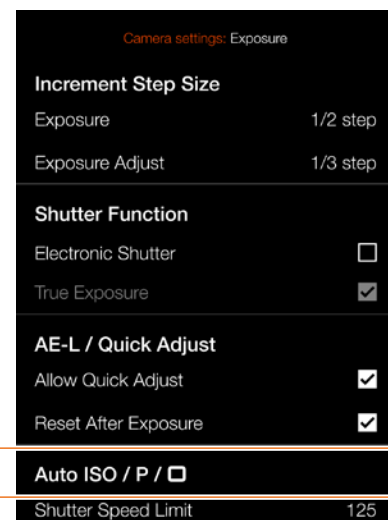 Camera settings: Exposure
Increment Step Size
Exposure 1/2 step
Exposure Adjust 1/3 step
Shutter Function
Electronic Shutter
True Exposure
AE-L / Quick Adjust
Allow Quick Adjust
Reset After Exposure
Auto ISO / P /
Shutter Speed Limit 125